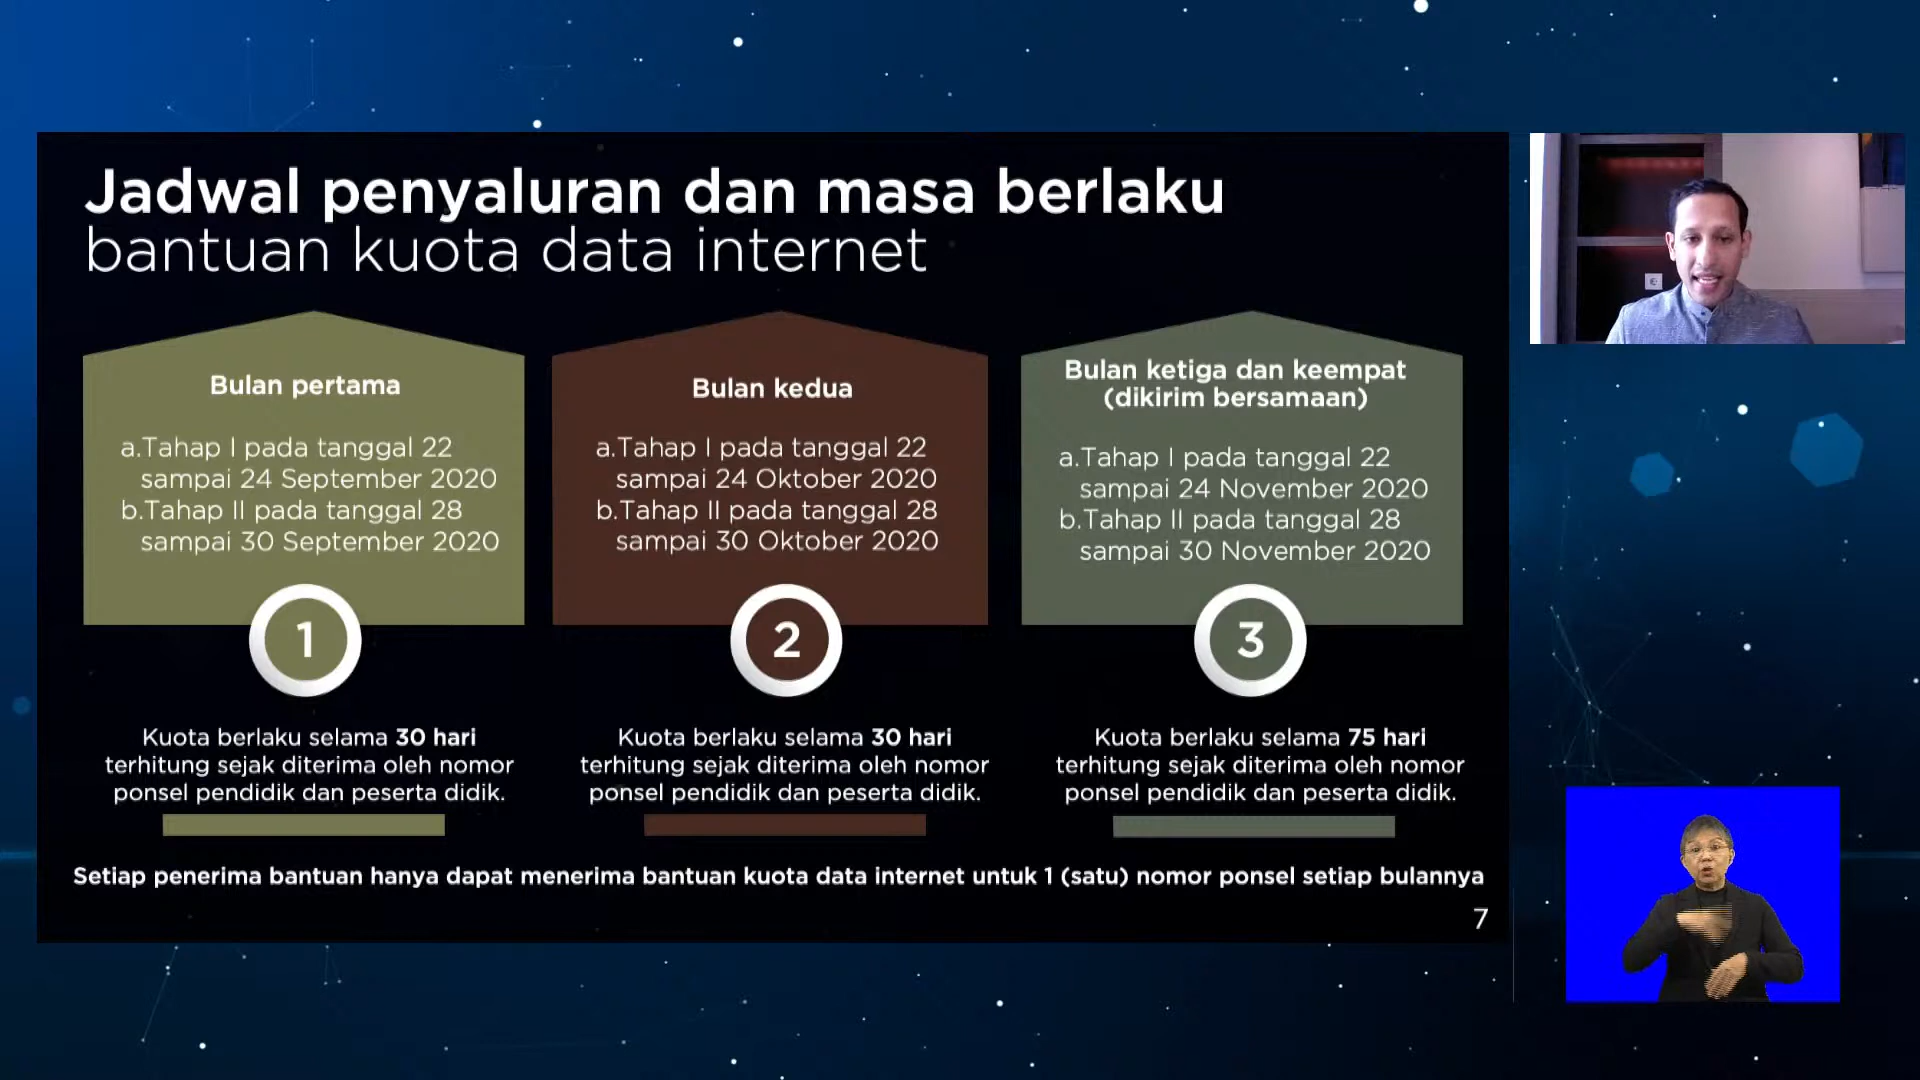 Jadwal penyaluran dan masa berlaku
bantuan kuota data internet
Bulan pertama
a.Tahap I pada tanggal 22
sampai 24 September 2020
b.Tahap II pada tanggal 28
sampai 30 September 2020
1
Kuota berlaku selama 30 hari
terhitung sejak diterima oleh nomor
ponsel pendidik dan peserta didik.
Bulan kedua
a.Tahap I pada tanggal 22
sampai 24 Oktober 2020
b.Tahap II pada tanggal 28
sampai 30 Oktober 2020
2
Kuota berlaku selama 30 hari
terhitung sejak diterima oleh nomor
ponsel pendidik dan peserta didik.
Bulan ketiga dan keempat
(dikirim bersamaan)
a.Tahap I pada tanggal 22
sampai 24 November 2020
b.Tahap II pada tanggal 28
sampai 30 November 2020
3
Kuota berlaku selama 75 hari
terhitung sejak diterima oleh nomor
ponsel pendidik dan peserta didik.
Setiap penerima bantuan hanya dapat menerima bantuan kuota data internet untuk 1 (satu) nomor ponsel setiap bulannya
7